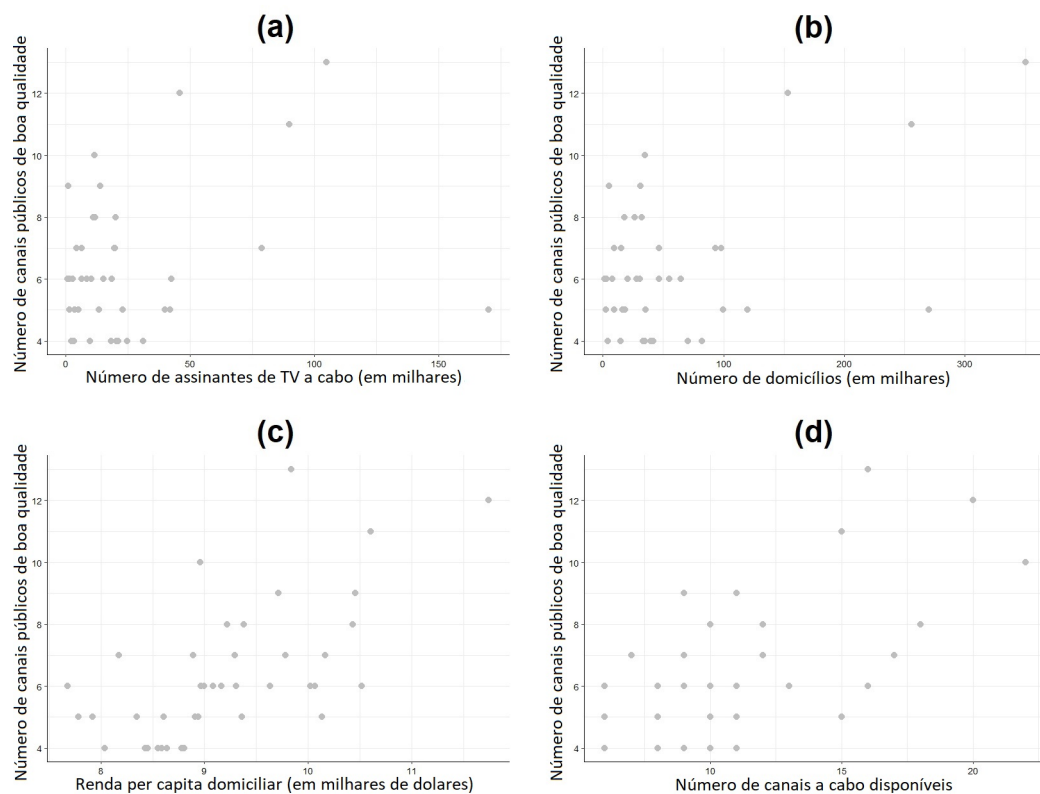 (a)
Número de canais públicos de boa qualidade
12
10
8
6
4
0
50
100
150
Número de assinantes de TV a cabo (em milhares)
(b)
Número de canais públicos de boa qualidade
12
10
8
6
4
0
100
200
300
Número de domicílios (em milhares)
(c)
Número de canais públicos de boa qualidade
12
10
8
6
4
8
9
10
11
Renda per capita domiciliar (em milhares de dolares)
(d)
Número de canais públicos de boa qualidade
12
10
8
6
4
10
15
20
Número de canais a cabo disponíveis